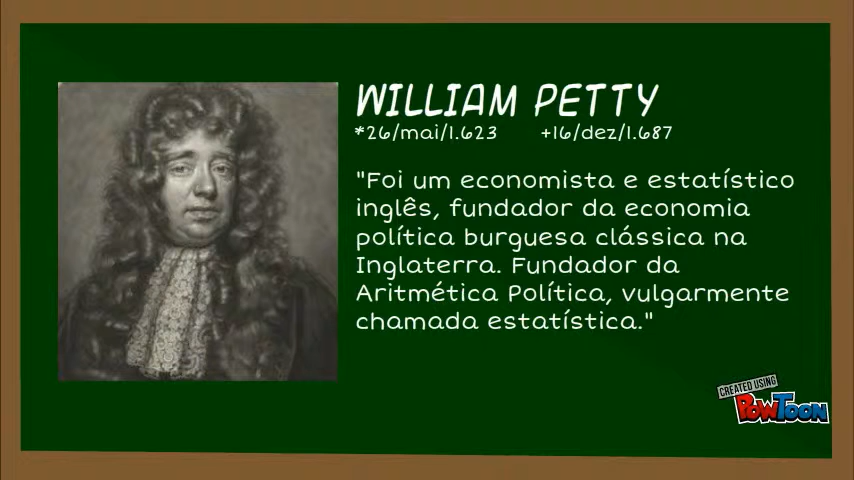 WILLIAM PETTY
*26/mai/1.623 +16/dez/1.687
"Foi um economista e estatístico
inglês, fundador da economia
política burguesa clássica na
Inglaterra. Fundador da
Aritmética Política, vulgarmente
chamada estatística."
CREATED USING
POWTOON